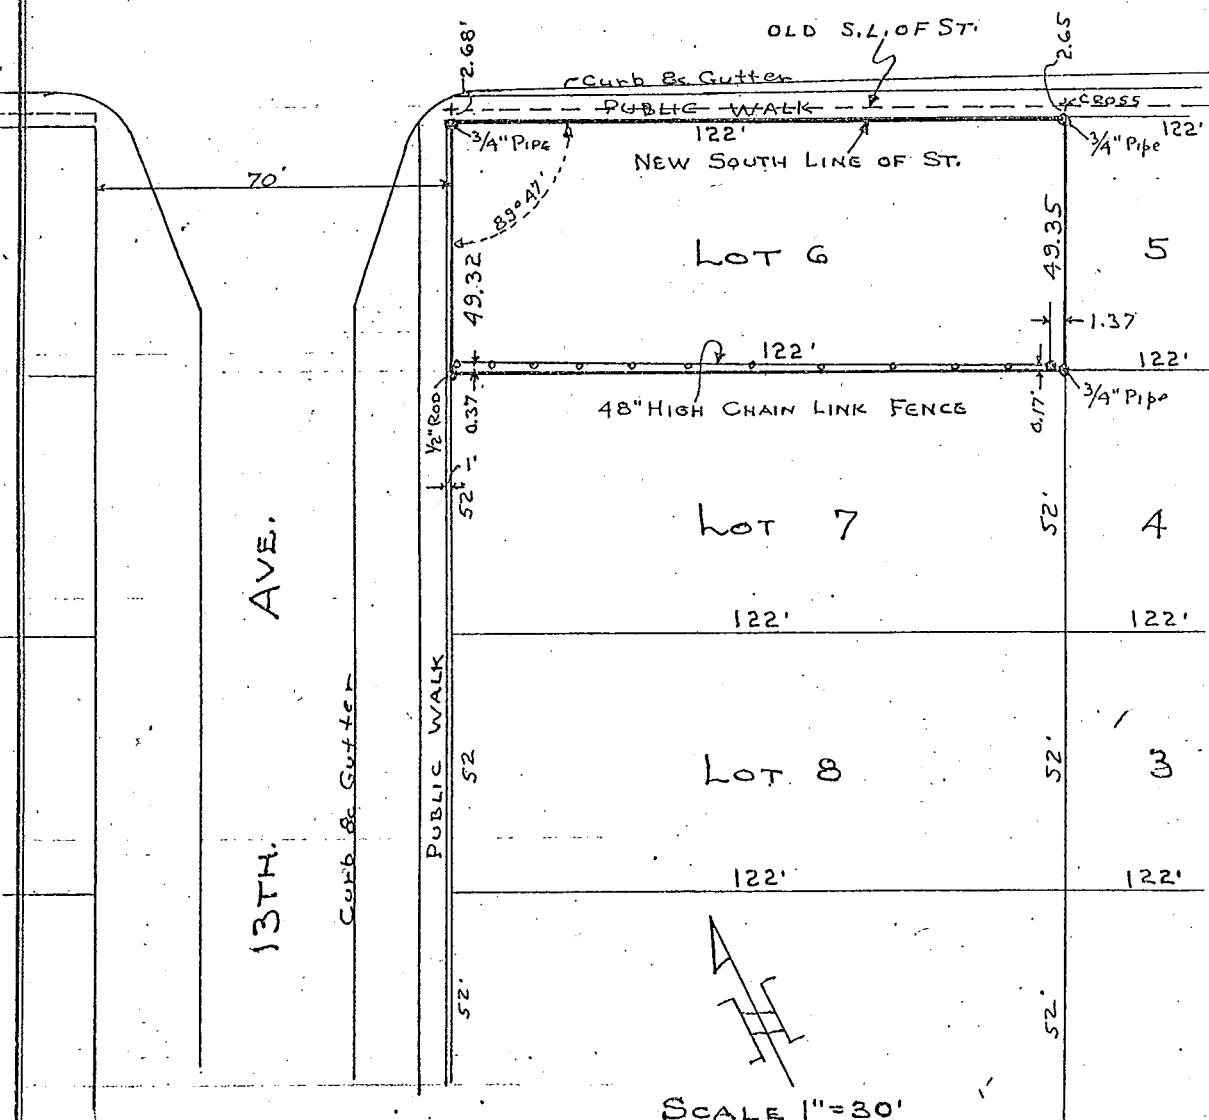 OLD S.L. OF ST.
2.68'
2.65
Curb & Gutter
PUBLIC WALK
CROSS
3/4" Pipe
122'
3/4" Pipe
122'
NEW SOUTH LINE OF ST.
70'
89°47'
LOT 6
5
49.32
49.35
1.37
122'
122'
48" HIGH CHAIN LINK FENCE
3/4" Pipe
1/2" ROD
0.37
0.17'
1'
52'
LOT 7
52'
4
122'
122'
13TH. AVE.
Curb & Gutter
PUBLIC WALK
52
LOT 8
52'
3
122'
122'
52'
52'
N
SCALE 1"=30'